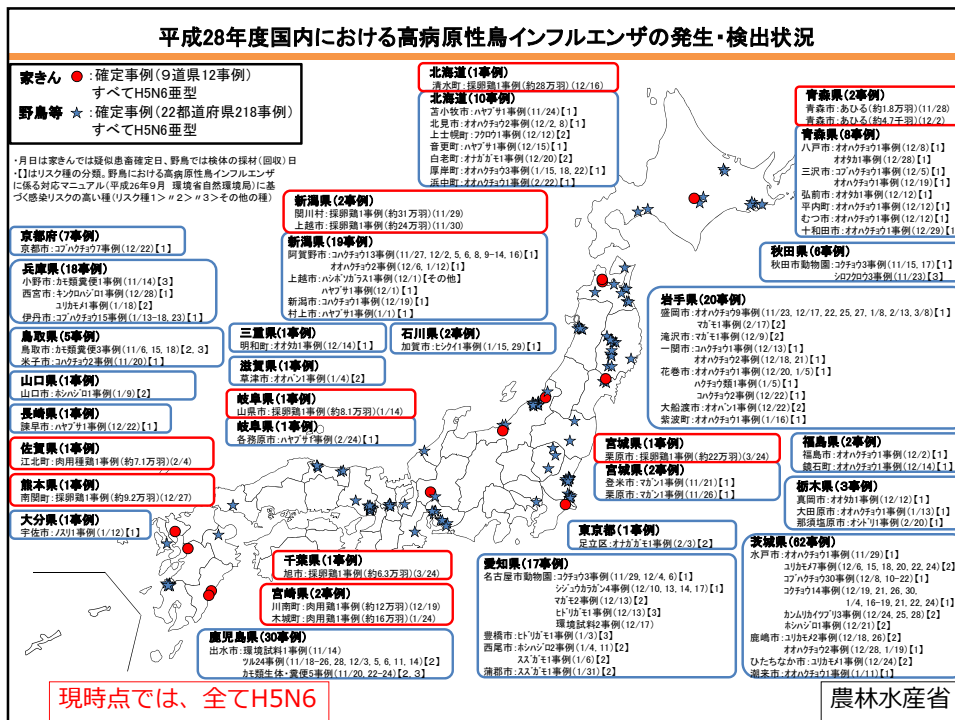 平成28年度国内における高病原性鳥インフルエンザの発生・検出状況
家きん ●:確定事例(9道県12事例)
すべてH5N6亜型
野鳥等 ★:確定事例(22都道府県218事例)
すべてH5N6亜型
・月日は家きんでは疑似患畜確定日、野鳥では検体の採材(回収)日
・【】はリスク種の分類。野鳥における高病原性鳥インフルエンザ
に係る対応マニュアル(平成26年9月 環境省自然環境局)に基
づく感染リスクの高い種(リスク種1>〃2>〃3>その他の種)
北海道(1事例)
清水町:採卵鶏1事例(約28万羽)(12/16)
北海道(10事例)
苫小牧市:ハヤブサ1事例(11/24)【1】
北見市:オオハクチョウ2事例(12/2、8)【1】
上士幌町:フクロウ1事例(12/12)【2】
音更町:ハヤブサ1事例(12/15)【1】
白老町:オナガガモ1事例(12/20)【2】
厚岸町:オオハクチョウ3事例(1/15、18、22)【1】
浜中町:オオハクチョウ1事例(2/22)【1】
青森県(2事例)
青森市:あひる(約1.8万羽)(11/28)
青森市:あひる(約4.7千羽)(12/2)
青森県(8事例)
八戸市:オオハクチョウ1事例(12/8)【1】
オオタカ1事例(12/28)【1】
三沢市:コブハクチョウ1事例(12/5)【1】
オオハクチョウ1事例(12/19)【1】
弘前市:オオタカ1事例(12/12)【1】
平内町:オオハクチョウ1事例(12/12)【1】
むつ市:オオハクチョウ1事例(12/12)【1】
十和田市:オオハクチョウ1事例(12/29)【1】
新潟県(2事例)
関川村:採卵鶏1事例(約31万羽)(11/29)
上越市:採卵鶏1事例(約24万羽)(11/30)
新潟県(19事例)
阿賀野市:コハクチョウ13事例(11/27、12/2、5、6、8、9-14、16)【1】
オオハクチョウ2事例(12/6、1/12)【1】
上越市:ハシボソガラス1事例(12/1)【その他】
ハヤブサ1事例(12/1)【1】
新潟市:コハクチョウ1事例(12/19)【1】
村上市:ハヤブサ1事例(1/1)【1】
京都府(7事例)
京都市:コブハクチョウ7事例(12/22)【1】
兵庫県(18事例)
小野市:カモ類糞便1事例(11/14)【3】
西宮市:キンクロハジロ1事例(12/28)【1】
ユリカモメ1事例(1/18)【2】
伊丹市:コブハクチョウ15事例(1/13-18、23)【1】
鳥取県(5事例)
鳥取市:カモ類糞便3事例(11/6、15、18)【2、3】
米子市:コハクチョウ2事例(11/20)【1】
山口県(1事例)
山口市:ホシハジロ1事例(1/9)【2】
長崎県(1事例)
諫早市:ハヤブサ1事例(12/22)【1】
佐賀県(1事例)
江北町:肉用種鶏1事例(約7.1万羽)(2/4)
熊本県(1事例)
南関町:採卵鶏1事例(約9.2万羽)(12/27)
大分県(1事例)
宇佐市:ノスリ1事例(1/12)【1】
三重県(1事例)
明和町:オオタカ1事例(12/14)【1】
石川県(2事例)
加賀市:ヒシクイ1事例(1/15、29)【1】
滋賀県(1事例)
草津市:オオバン1事例(1/4)【2】
岐阜県(1事例)
山県市:採卵鶏1事例(約8.1万羽)(1/14)
岐阜県(1事例)
各務原市:ハヤブサ1事例(2/24)【1】
秋田県(6事例)
秋田市動物園:コクチョウ3事例(11/15、17)【1】
シロフクロウ3事例(11/23)【3】
岩手県(20事例)
盛岡市:オオハクチョウ9事例(11/23、12/17、22、25、27、1/8、2/13、3/8)【1】
マガモ1事例(2/17)【2】
滝沢市:マガモ1事例(12/9)【2】
一関市:コハクチョウ1事例(12/13)【1】
オオハクチョウ2事例(12/18、21)【1】
花巻市:オオハクチョウ1事例(12/20、1/5)【1】
ハクチョウ類1事例(1/5)【1】
コハクチョウ2事例(12/22)【1】
大船渡市:オオバン1事例(12/22)【2】
紫波町:オオハクチョウ1事例(1/16)【1】
宮城県(1事例)
栗原市:採卵鶏1事例(約22万羽)(3/24)
宮城県(2事例)
登米市:マガン1事例(11/21)【1】
栗原市:マガン1事例(11/26)【1】
福島県(2事例)
福島市:オオハクチョウ1事例(12/2)【1】
鏡石町:オオハクチョウ1事例(12/14)【1】
栃木県(3事例)
真岡市:オオタカ1事例(12/12)【1】
大田原市:オオハクチョウ1事例(1/13)【1】
那須塩原市:オシドリ1事例(2/20)【1】
東京都(1事例)
足立区:オナガガモ1事例(2/3)【2】
千葉県(1事例)
旭市:採卵鶏1事例(約6.3万羽)(3/24)
宮崎県(2事例)
川南町:肉用鶏1事例(約12万羽)(12/19)
木城町:肉用鶏1事例(約16万羽)(1/24)
鹿児島県(30事例)
出水市:環境試料1事例(11/14)
ツル24事例(11/18-26、28、12/3、5、6、11、14)【2】
カモ類生体・糞便5事例(11/20、22-24)【2、3】
愛知県(17事例)
名古屋市動物園:コクチョウ3事例(11/29、12/4、6)【1】
シジュウカラガン4事例(12/10、13、14、17)【1】
マガモ2事例(12/13)【2】
ヒドリガモ1事例(12/13)【3】
環境試料2事例(12/17)
豊橋市:ヒドリガモ1事例(1/3)【3】
西尾市:ホシハジロ2事例(1/4、11)【2】
スズガモ1事例(1/6)【2】
蒲郡市:スズガモ1事例(1/31)【2】
茨城県(62事例)
水戸市:オオハクチョウ1事例(11/29)【1】
ユリカモメ7事例(12/6、15、18、20、22、24)【2】
コブハクチョウ30事例(12/8、10-22)【1】
コクチョウ14事例(12/19、21、26、30、
1/4、16-19、21、22、24)【1】
カンムリカイツブリ3事例(12/24、25、28)【2】
ホシハジロ1事例(12/21)【2】
鹿嶋市:ユリカモメ2事例(12/18、26)【2】
オオハクチョウ2事例(12/28、1/19)【1】
ひたちなか市:ユリカモメ1事例(12/24)【2】
潮来市:オオハクチョウ1事例(1/11)【1】
現時点では、全てH5N6
農林水産省